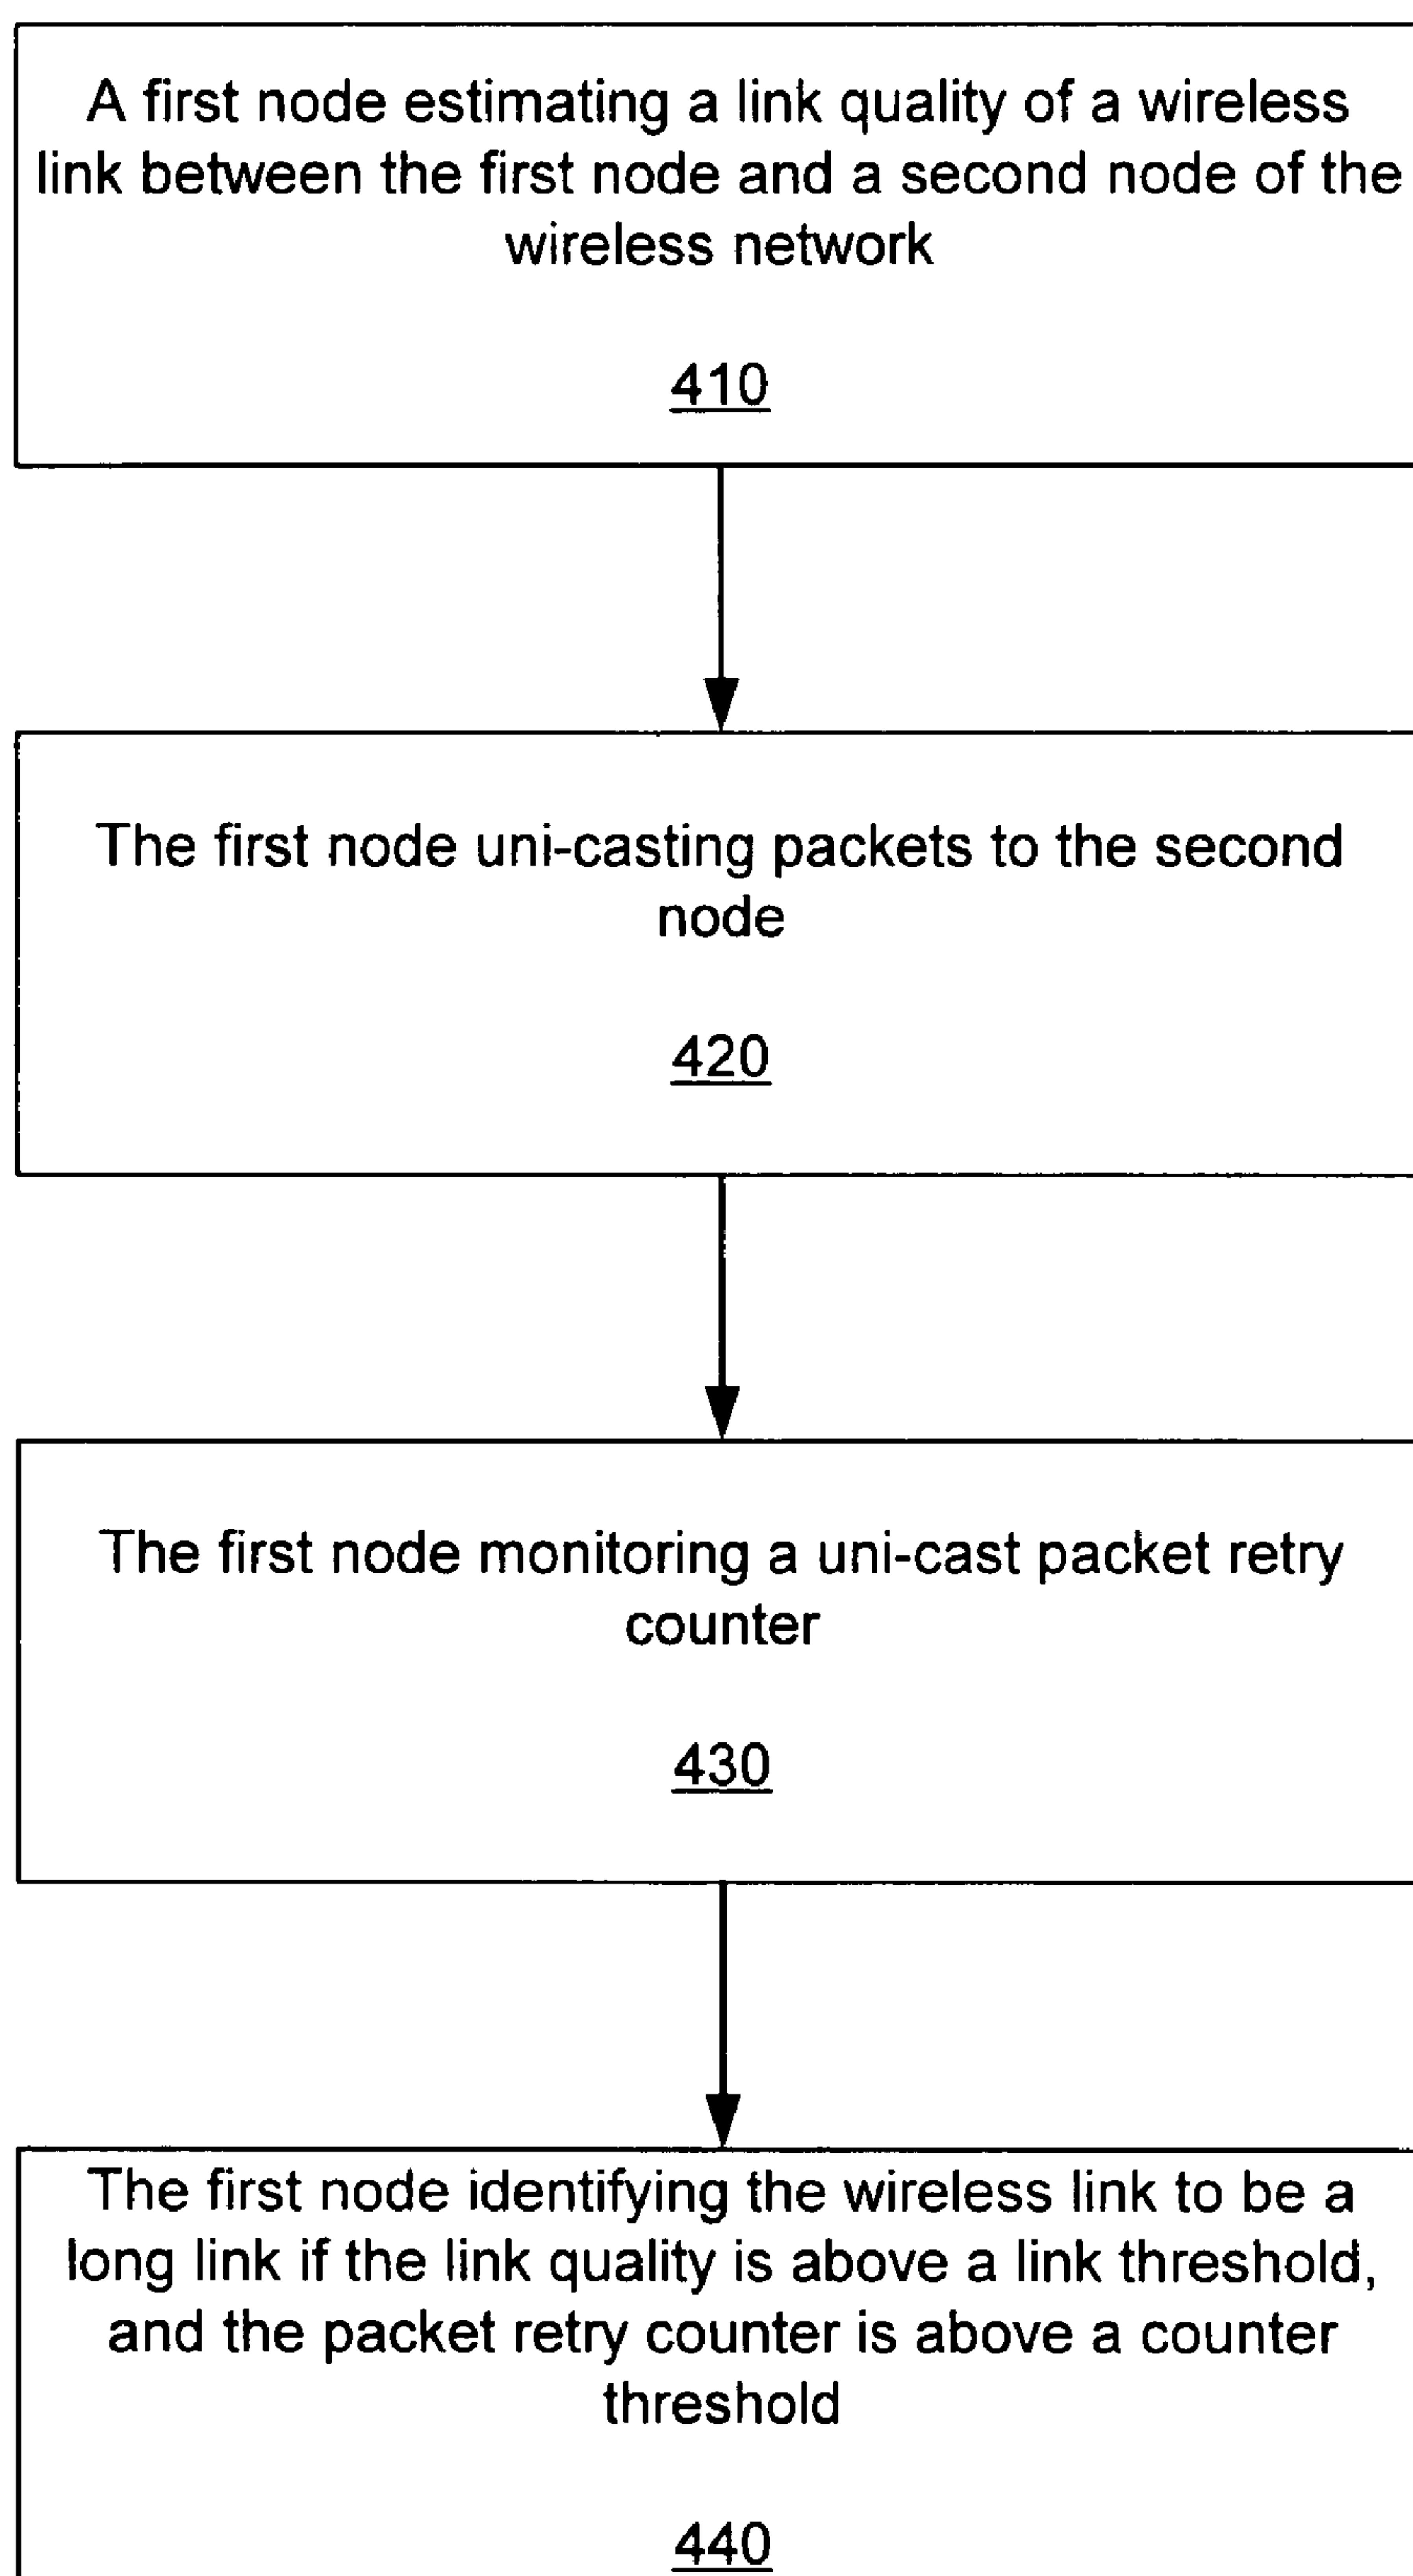 A first node estimating a link quality of a wireless
link between the first node and a second node of the
wireless network
410
The first node uni-casting packets to the second
node
420
The first node monitoring a uni-cast packet retry
counter
430
The first node identifying the wireless link to be a
long link if the link quality is above a link threshold,
and the packet retry counter is above a counter
threshold
440